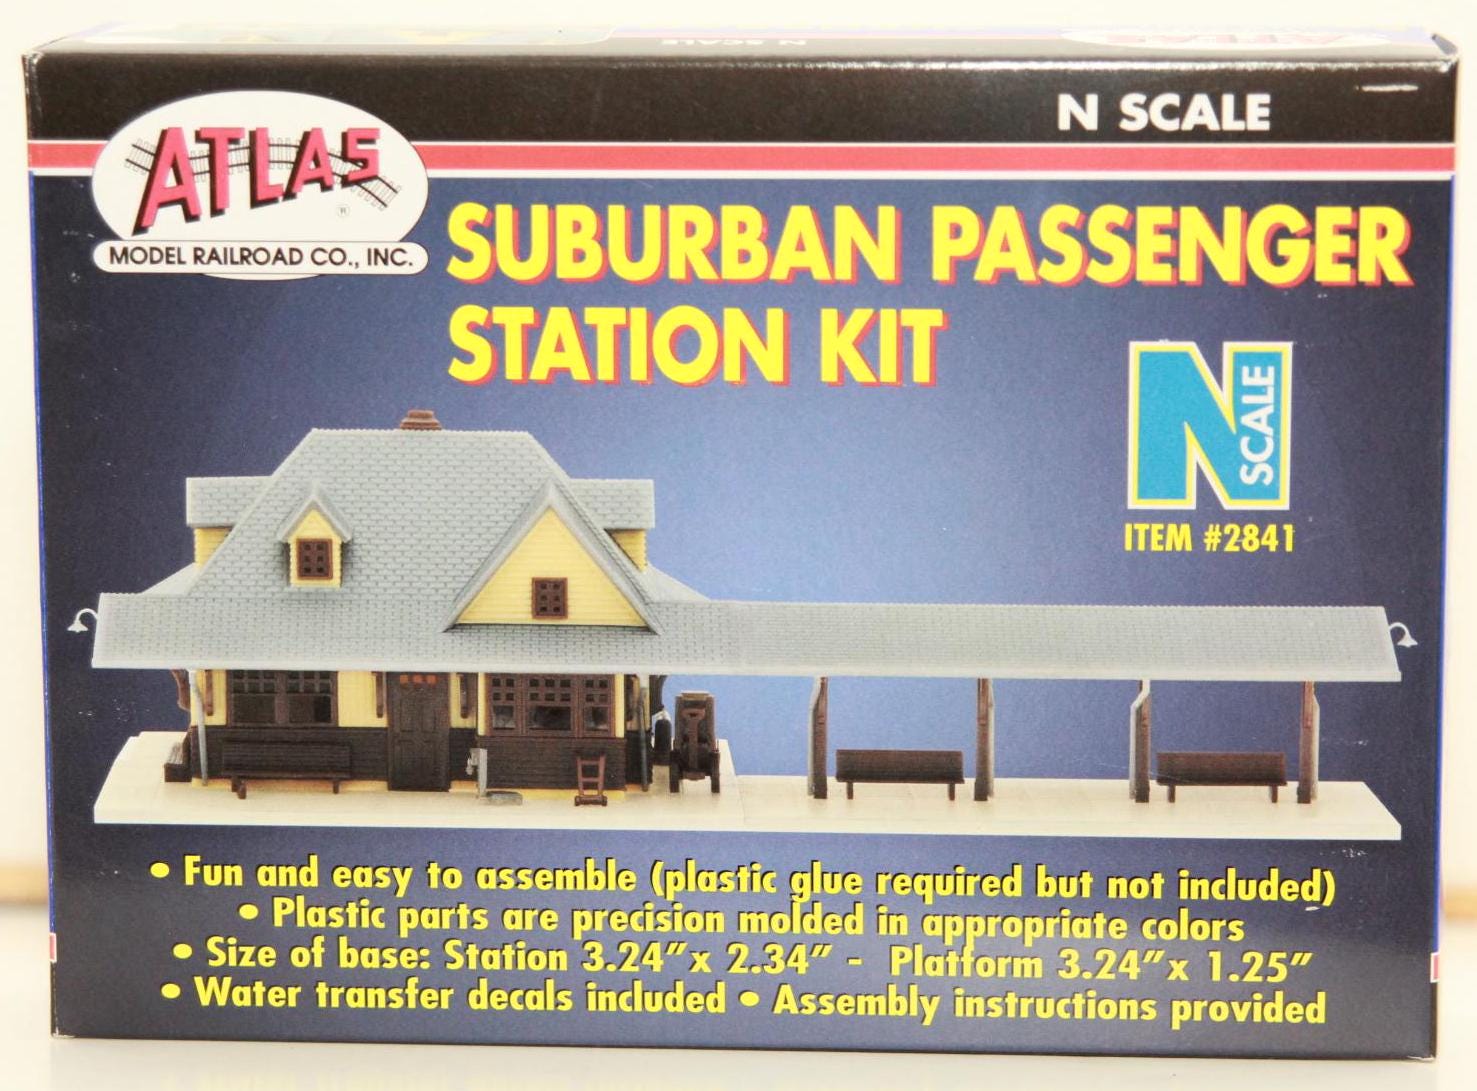 N SCALE
N SCALE
ATLAS
®
MODEL RAILROAD CO., INC.
SUBURBAN PASSENGER
STATION KIT
N SCALE
ITEM #2841
• Fun and easy to assemble (plastic glue required but not included)
• Plastic parts are precision molded in appropriate colors
• Size of base: Station 3.24″x 2.34″ - Platform 3.24″x 1.25″
• Water transfer decals included • Assembly instructions provided